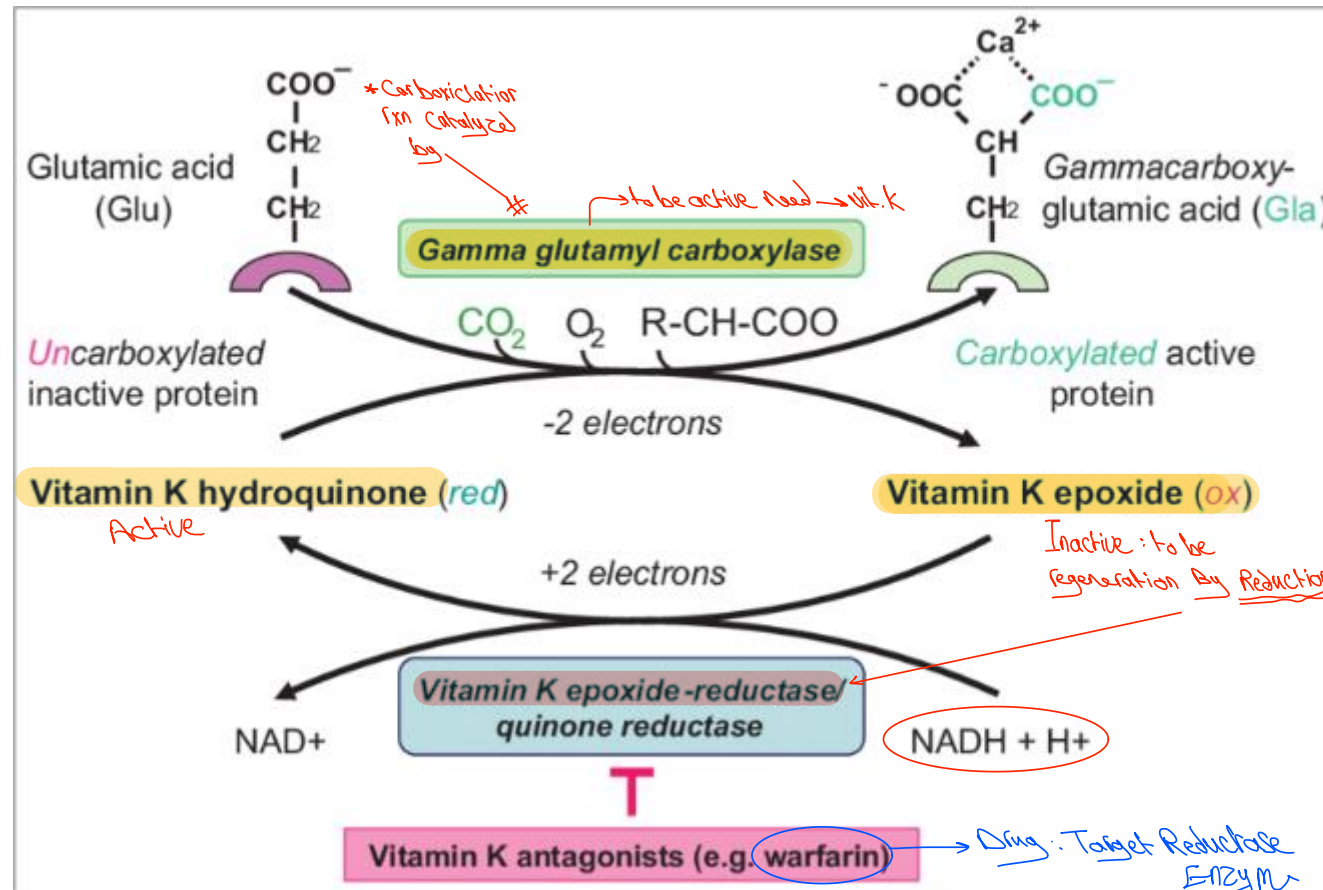 Ca2+
COO–
-OOC
COO–
*Carboxiclation
rxn catalyzed
by
CH2
CH
Glutamic acid
(Glu)
Gammacarboxy-
glutamic acid (Gla)
CH2
CH2
#
to be active need → vit.K
Gamma glutamyl carboxylase
CO2 O2 R-CH-COO
Uncarboxylated
inactive protein
Carboxylated active
protein
-2 electrons
Vitamin K hydroquinone (red)
Active
Vitamin K epoxide (ox)
Inactive: to be
regeneration By Reduction
+2 electrons
Vitamin K epoxide-reductase/
quinone reductase
NAD+
NADH + H+
Vitamin K antagonists (e.g. warfarin)
→ Drug: Target Reductase
Enzyme